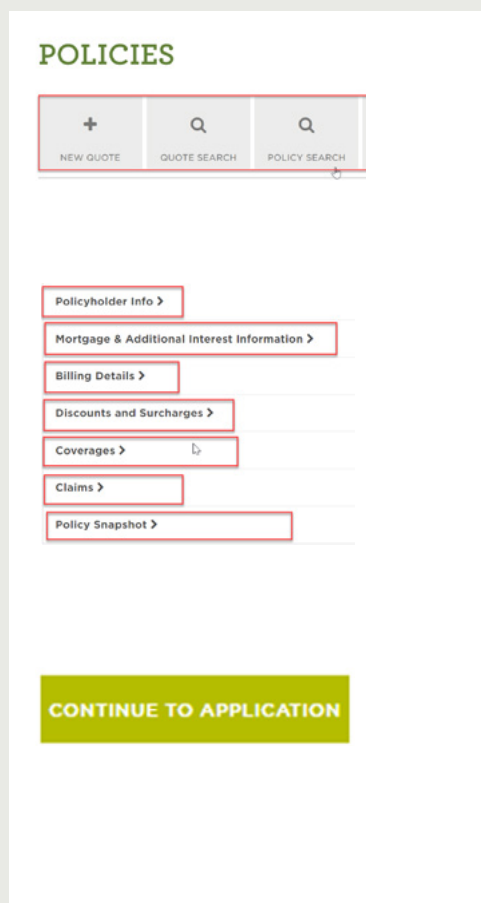 POLICIES
NEW QUOTE QUOTE SEARCH POLICY SEARCH
Policyholder Info >
Mortgage & Additional Interest Information >
Billing Details >
Discounts and Surcharges >
Coverages >
Claims >
Policy Snapshot >
CONTINUE TO APPLICATION